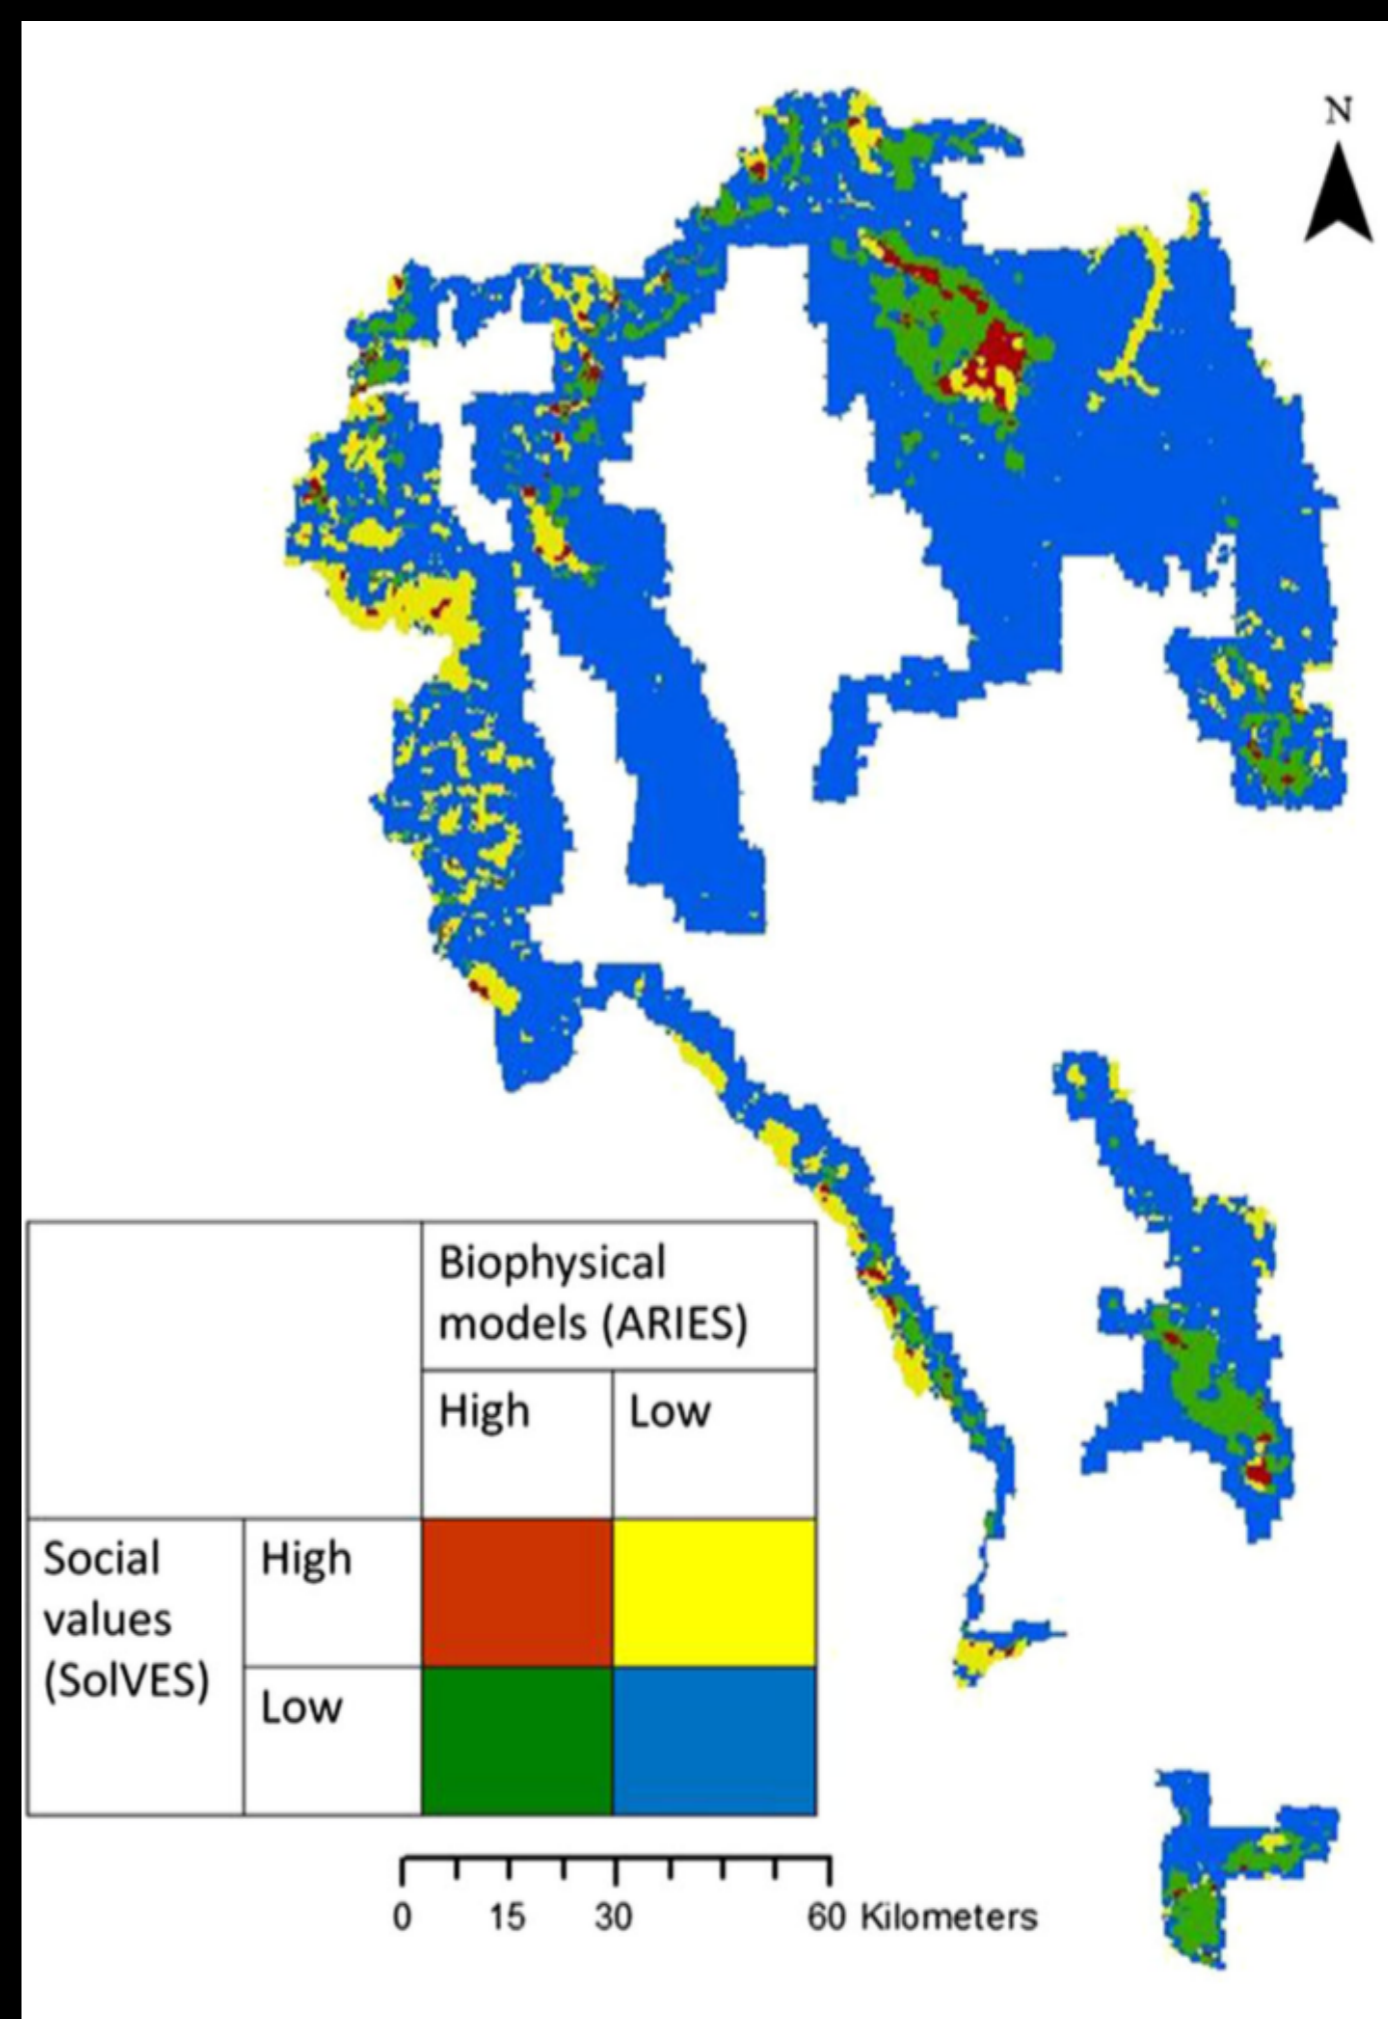 N
Biophysical
models (ARIES)
High
Low
Social
values
(SolVES)
High
Low
0 15 30 60 Kilometers